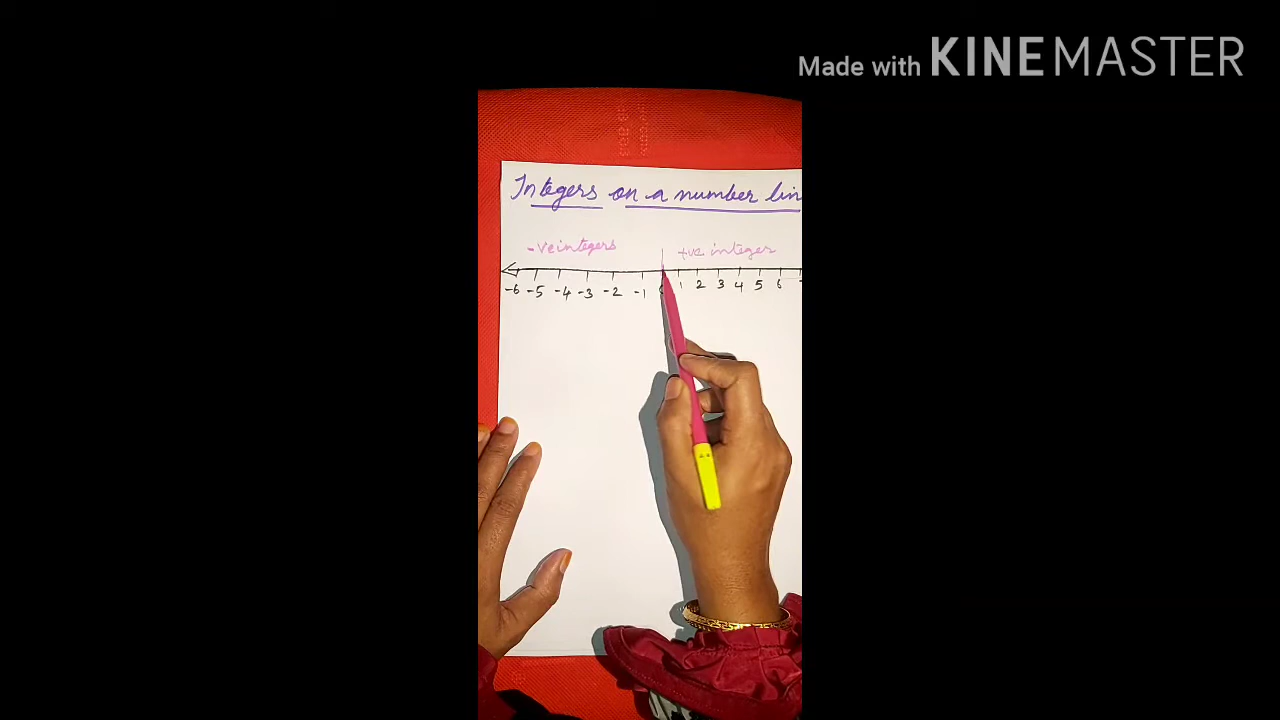 Made with KINEMASTER
Integers on a number lin
-ve integers +ve integer
-6 -5 -4 -3 -2 -1 1 2 3 4 5 6